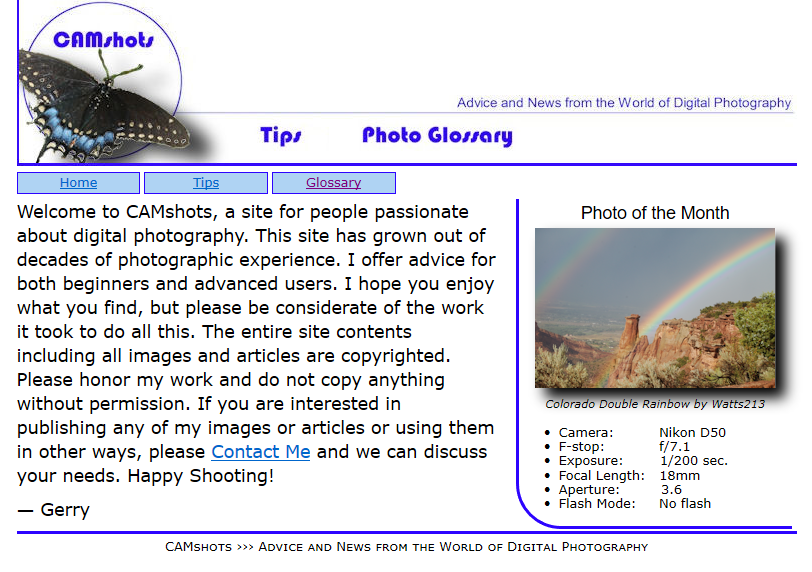 CAMshots
Advice and News from the World of Digital Photography
Tips Photo Glossary
Home Tips Glossary
Welcome to CAMshots, a site for people passionate
about digital photography. This site has grown out of
decades of photographic experience. I offer advice for
both beginners and advanced users. I hope you enjoy
what you find, but please be considerate of the work
it took to do all this. The entire site contents
including all images and articles are copyrighted.
Please honor my work and do not copy anything
without permission. If you are interested in
publishing any of my images or articles or using them
in other ways, please Contact Me and we can discuss
your needs. Happy Shooting!
— Gerry
Photo of the Month
Colorado Double Rainbow by Watts213
• Camera: Nikon D50
• F-stop: f/7.1
• Exposure: 1/200 sec.
• Focal Length: 18mm
• Aperture: 3.6
• Flash Mode: No flash
CAMshots >>> Advice and News from the World of Digital Photography